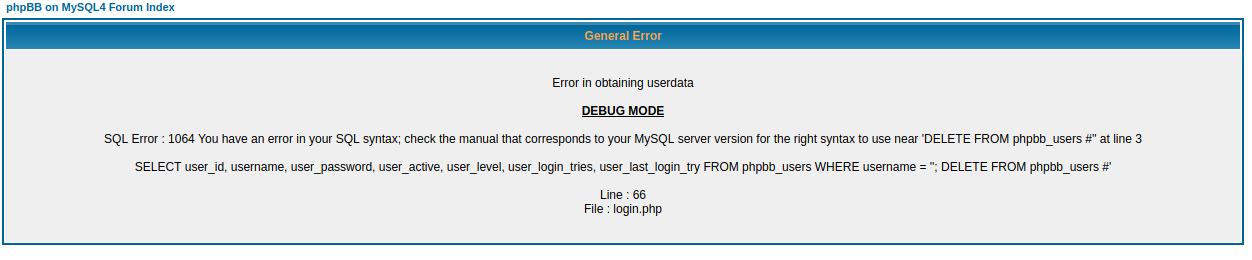 phpBB on MySQL4 Forum Index
General Error
Error in obtaining userdata
DEBUG MODE
SQL Error : 1064 You have an error in your SQL syntax; check the manual that corresponds to your MySQL server version for the right syntax to use near 'DELETE FROM phpbb_users #'' at line 3
SELECT user_id, username, user_password, user_active, user_level, user_login_tries, user_last_login_try FROM phpbb_users WHERE username = ''; DELETE FROM phpbb_users #'
Line : 66
File : login.php